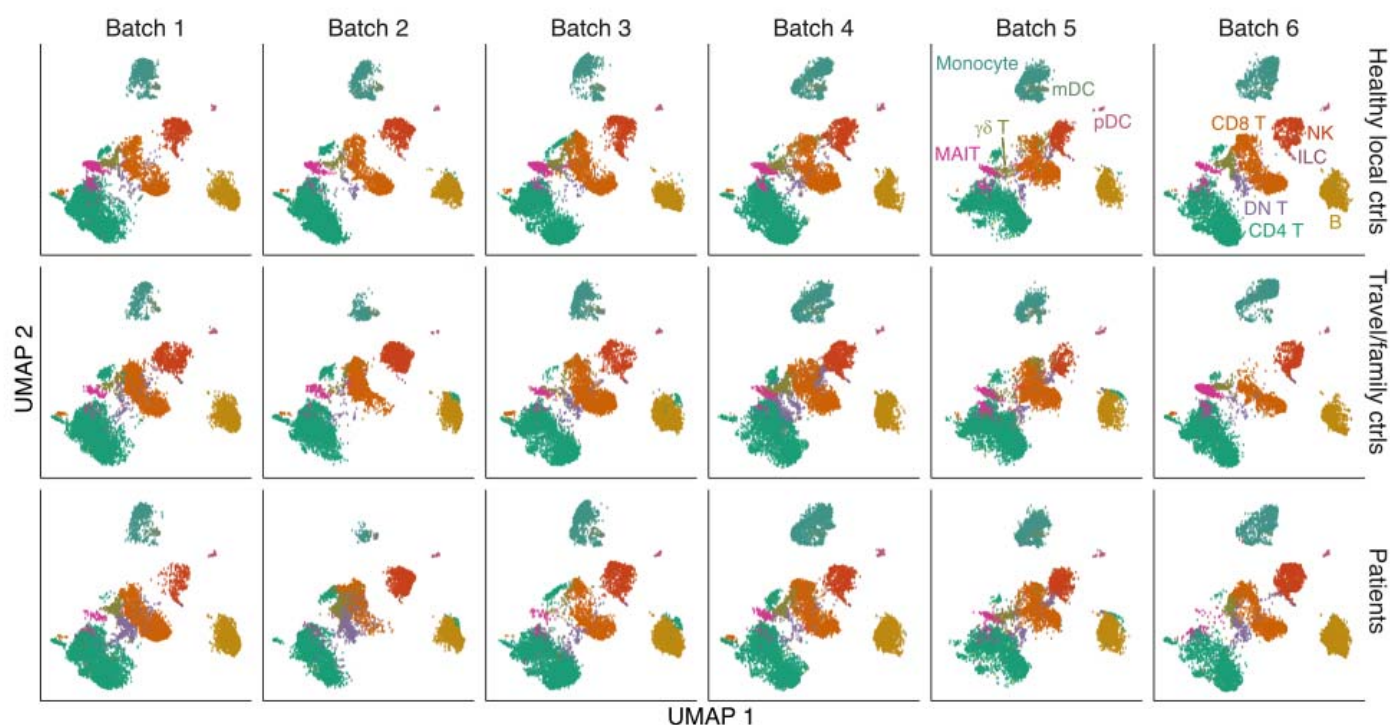 Batch 1
Batch 2
Batch 3
Batch 4
Batch 5
Batch 6
Healthy local ctrls
Monocyte
mDC
pDC
γδ T
MAIT
CD8 T
NK
ILC
DN T
CD4 T
B
Travel/family ctrls
UMAP 2
Patients
UMAP 1